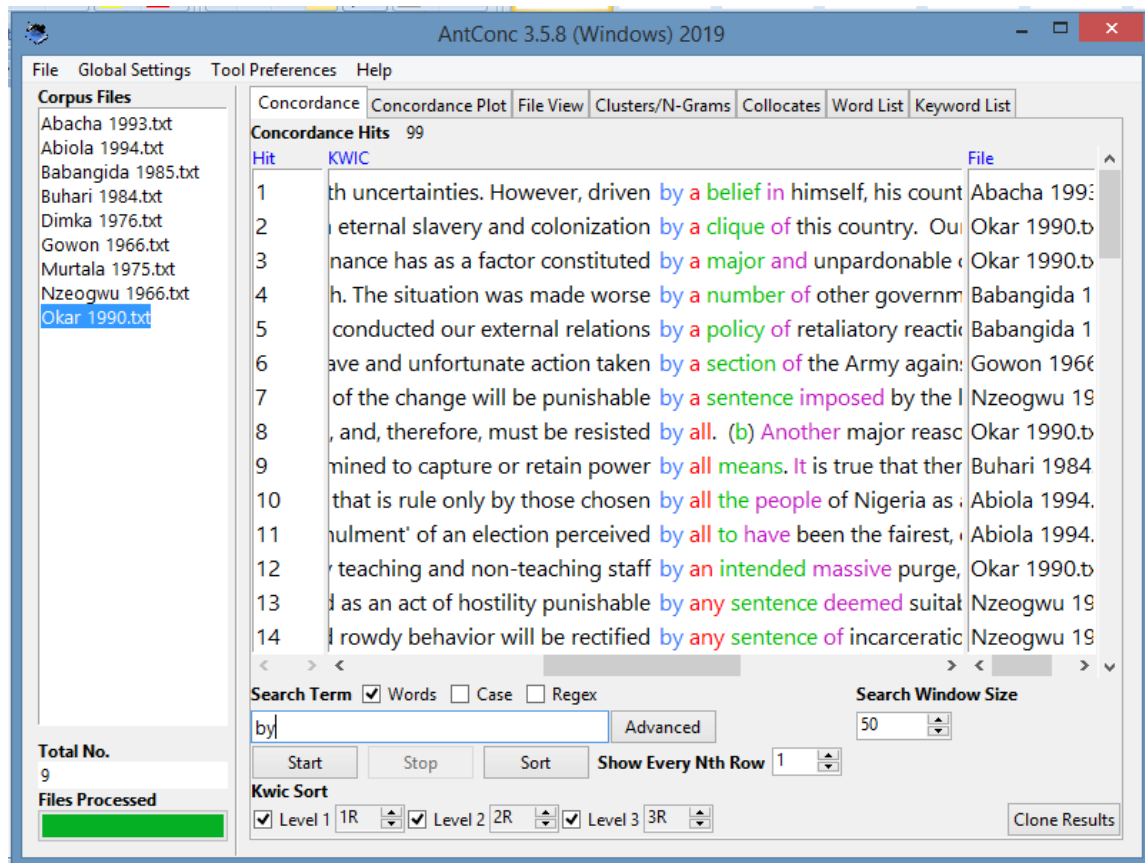 AntConc 3.5.8 (Windows) 2019
File Global Settings Tool Preferences Help
Corpus Files
Abacha 1993.txt
Abiola 1994.txt
Babangida 1985.txt
Buhari 1984.txt
Dimka 1976.txt
Gowon 1966.txt
Murtala 1975.txt
Nzeogwu 1966.txt
Okar 1990.txt
Total No.
9
Files Processed
Concordance Concordance Plot File View Clusters/N-Grams Collocates Word List Keyword List
Concordance Hits 99
Hit KWIC File
1 th uncertainties. However, driven by a belief in himself, his count Abacha 1993
2 eternal slavery and colonization by a clique of this country. Our Okar 1990.t
3 nance has as a factor constituted by a major and unpardonable Okar 1990.t
4 h. The situation was made worse by a number of other governm Babangida 1
5 conducted our external relations by a policy of retaliatory reacti Babangida 1
6 ave and unfortunate action taken by a section of the Army again Gowon 1966
7 of the change will be punishable by a sentence imposed by the l Nzeogwu 19
8 , and, therefore, must be resisted by all. (b) Another major reaso Okar 1990.t
9 mined to capture or retain power by all means. It is true that ther Buhari 1984
10 that is rule only by those chosen by all the people of Nigeria as Abiola 1994.
11 nulment' of an election perceived by all to have been the fairest, Abiola 1994.
12 teaching and non-teaching staff by an intended massive purge, Okar 1990.t
13 as an act of hostility punishable by any sentence deemed suitab Nzeogwu 19
14 rowdy behavior will be rectified by any sentence of incarceratio Nzeogwu 19
Search Term Words Case Regex Search Window Size
by Advanced 50
Start Stop Sort Show Every Nth Row 1
Kwic Sort
Level 1 1R Level 2 2R Level 3 3R Clone Results